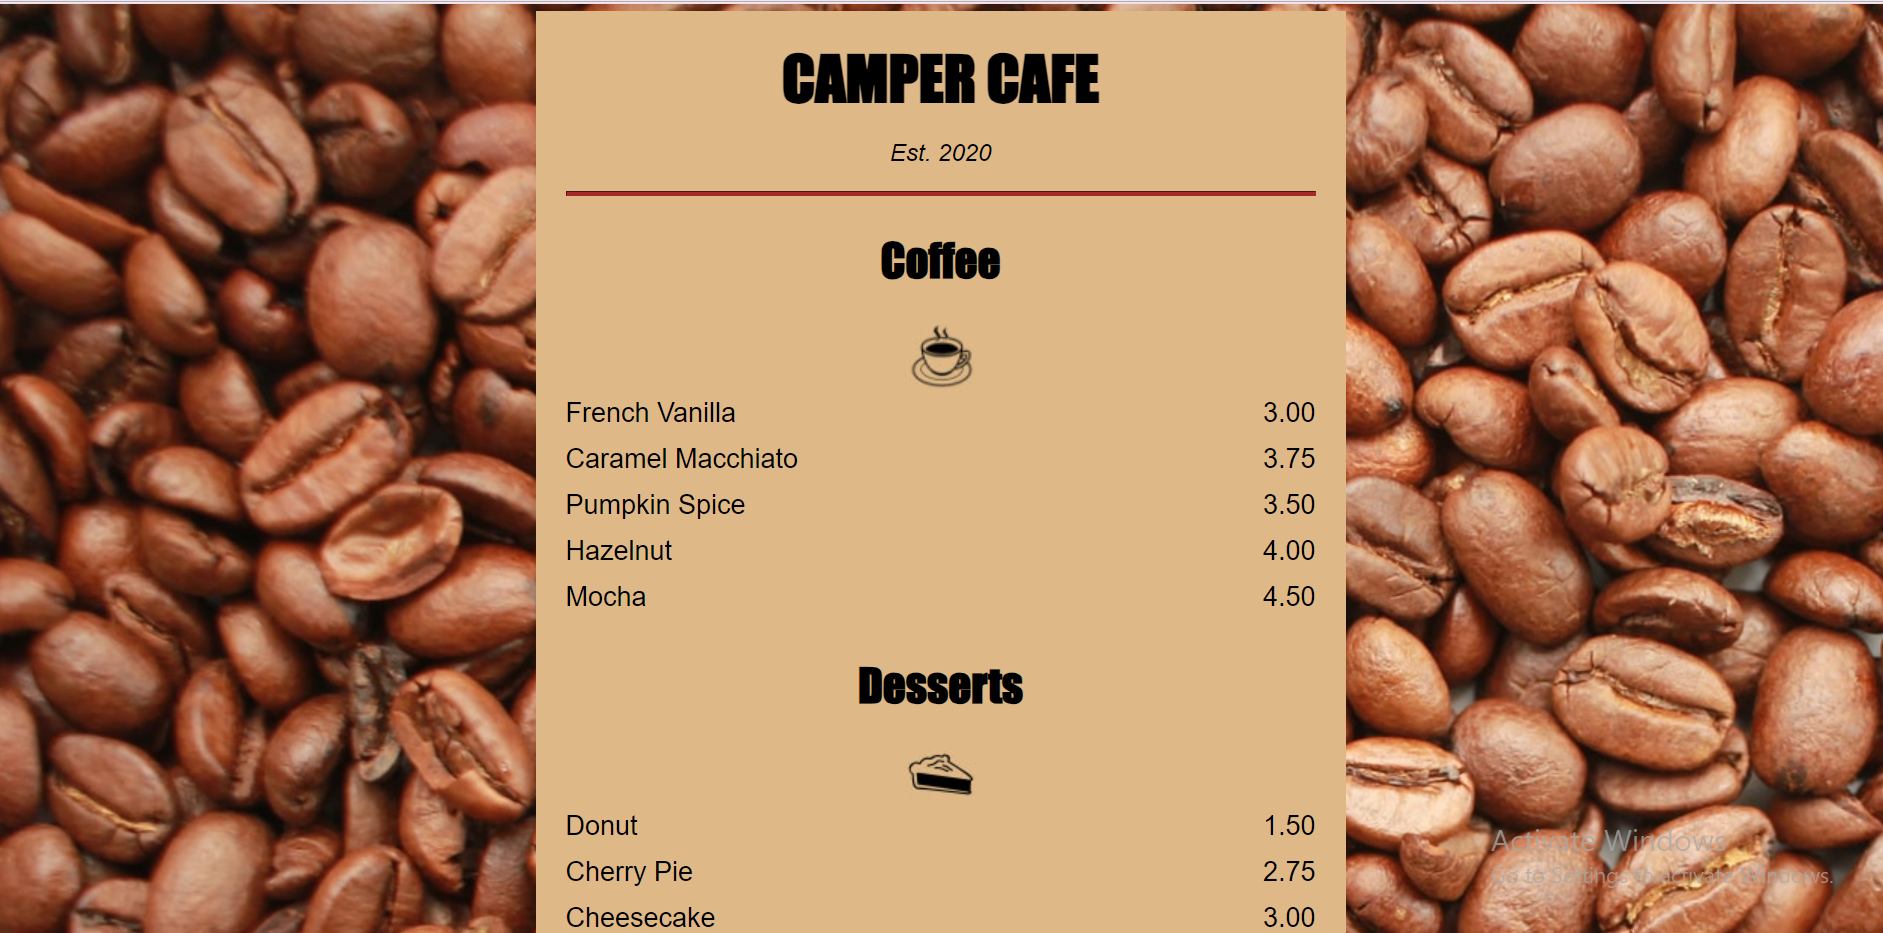 CAMPER CAFE
Est. 2020
Coffee
French Vanilla 3.00
Caramel Macchiato 3.75
Pumpkin Spice 3.50
Hazelnut 4.00
Mocha 4.50
Desserts
Donut 1.50
Cherry Pie 2.75
Cheesecake 3.00
Activate Windows
Go to Settings to activate Windows.